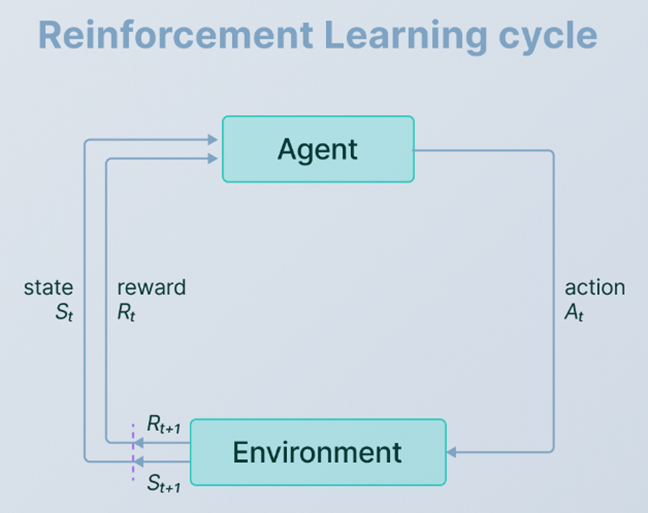 Reinforcement Learning cycle
Agent
state
Sₜ
reward
Rₜ
action
Aₜ
Rₜ₊₁
Environment
Sₜ₊₁